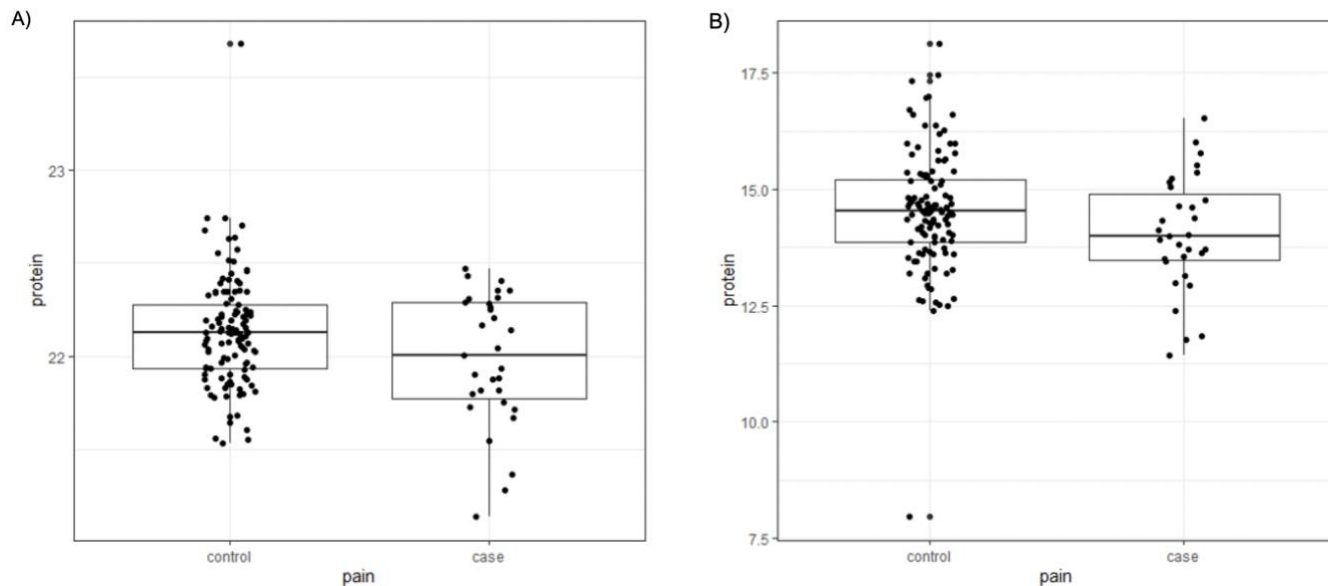 A)
protein
23
22
control
case
pain
B)
protein
17.5
15.0
12.5
10.0
7.5
control
case
pain